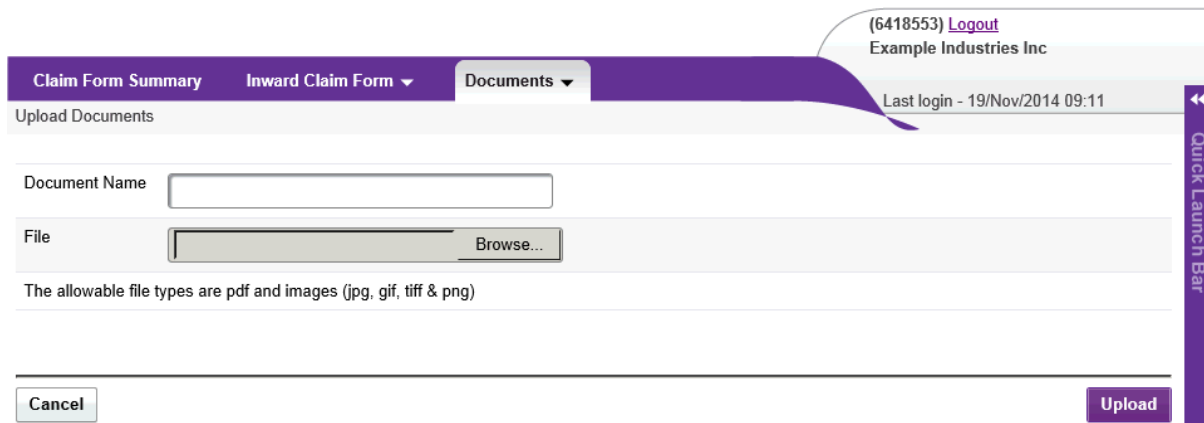 (6418553) Logout
Example Industries Inc
Claim Form Summary Inward Claim Form Documents
Last login - 19/Nov/2014 09:11
Upload Documents
Quick Launch Bar
Document Name
File Browse...
The allowable file types are pdf and images (jpg, gif, tiff & png)
Cancel Upload